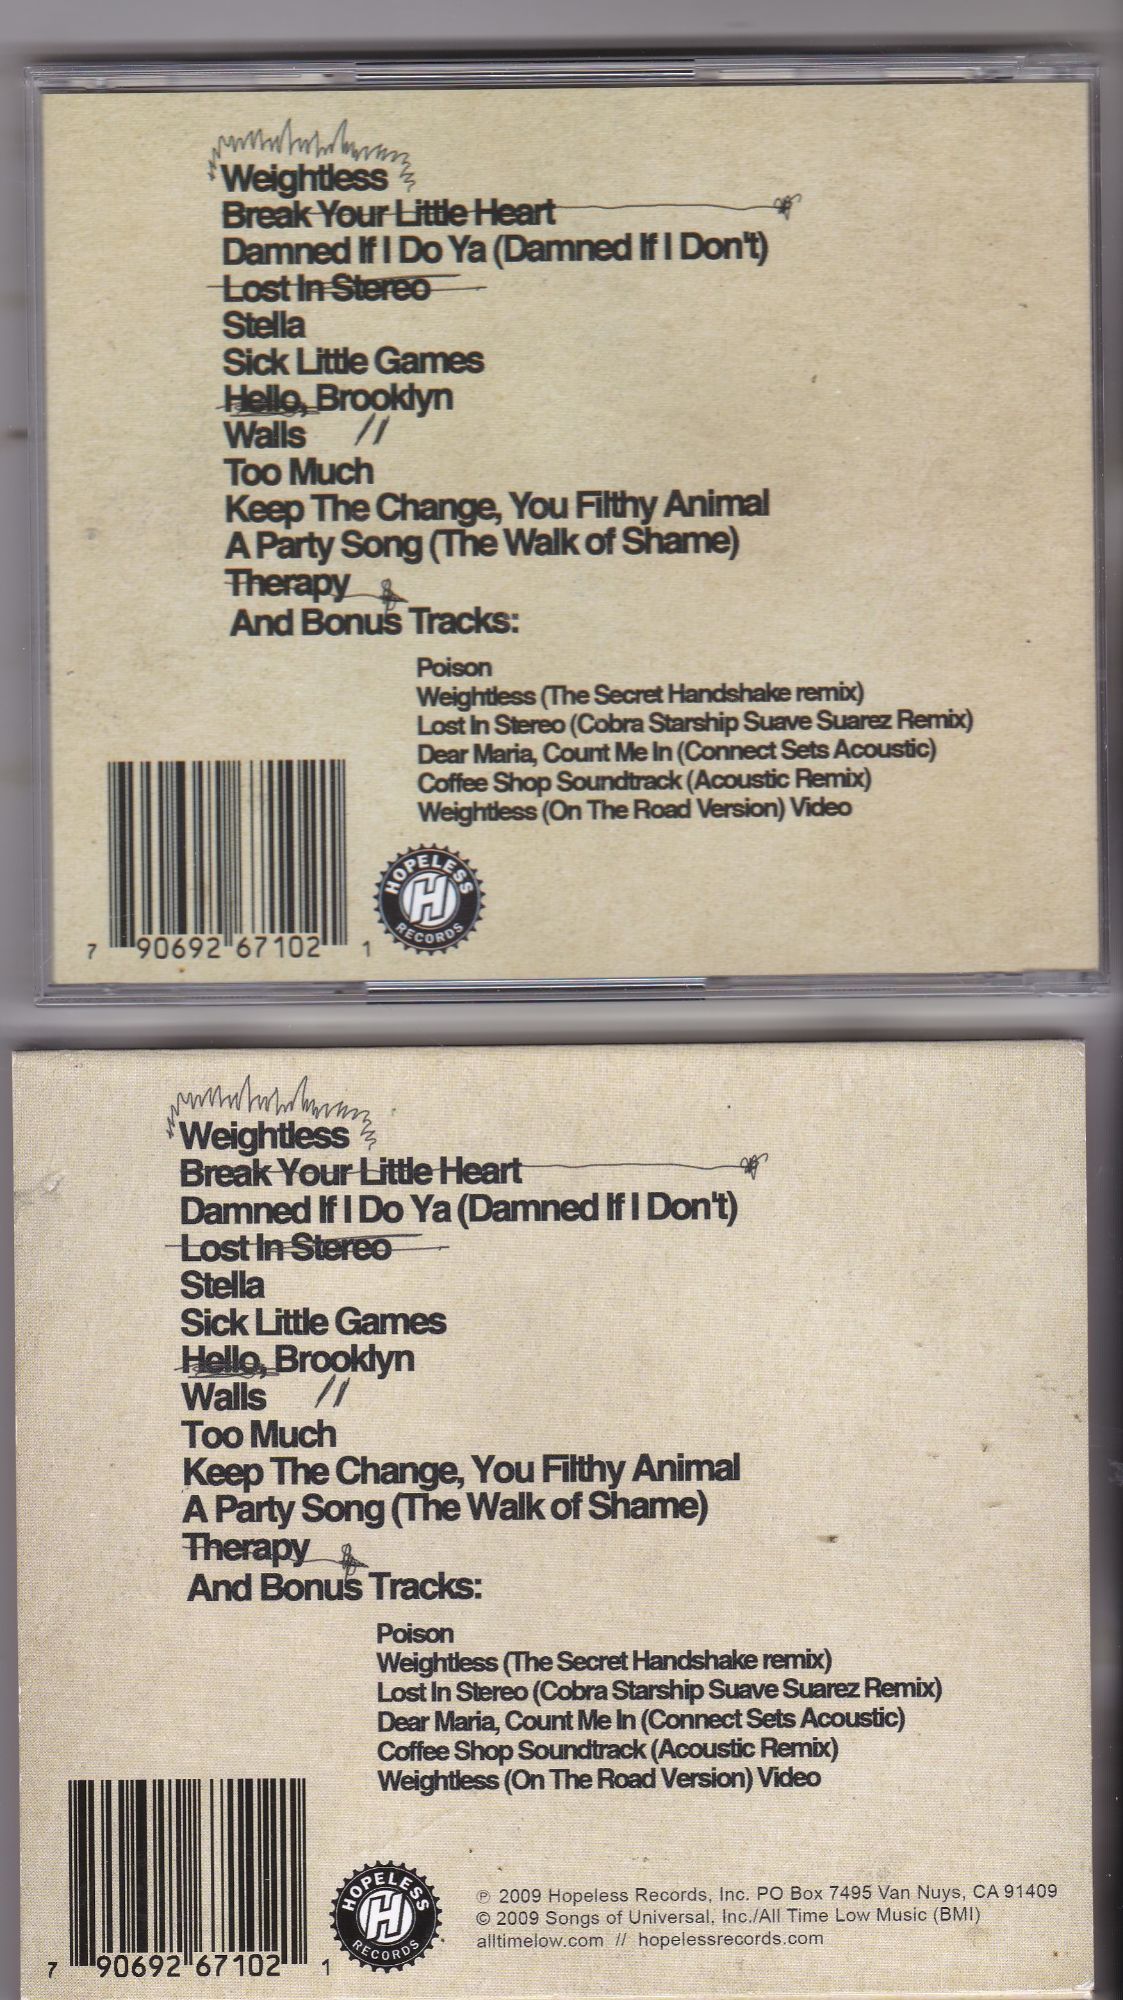 Weightless
Break Your Little Heart
Damned If I Do Ya (Damned If I Don't)
Lost In Stereo
Stella
Sick Little Games
Hello, Brooklyn
Walls
Too Much
Keep The Change, You Filthy Animal
A Party Song (The Walk of Shame)
Therapy
And Bonus Tracks:
Poison
Weightless (The Secret Handshake remix)
Lost In Stereo (Cobra Starship Suave Suarez Remix)
Dear Maria, Count Me In (Connect Sets Acoustic)
Coffee Shop Soundtrack (Acoustic Remix)
Weightless (On The Road Version) Video
HOPELESS
H
RECORDS
7 90692 67102 1
Weightless
Break Your Little Heart
Damned If I Do Ya (Damned If I Don't)
Lost In Stereo
Stella
Sick Little Games
Hello, Brooklyn
Walls
Too Much
Keep The Change, You Filthy Animal
A Party Song (The Walk of Shame)
Therapy
And Bonus Tracks:
Poison
Weightless (The Secret Handshake remix)
Lost In Stereo (Cobra Starship Suave Suarez Remix)
Dear Maria, Count Me In (Connect Sets Acoustic)
Coffee Shop Soundtrack (Acoustic Remix)
Weightless (On The Road Version) Video
HOPELESS
H
RECORDS
℗ 2009 Hopeless Records, Inc. PO Box 7495 Van Nuys, CA 91409
© 2009 Songs of Universal, Inc./All Time Low Music (BMI)
alltimelow.com // hopelessrecords.com
7 90692 67102 1